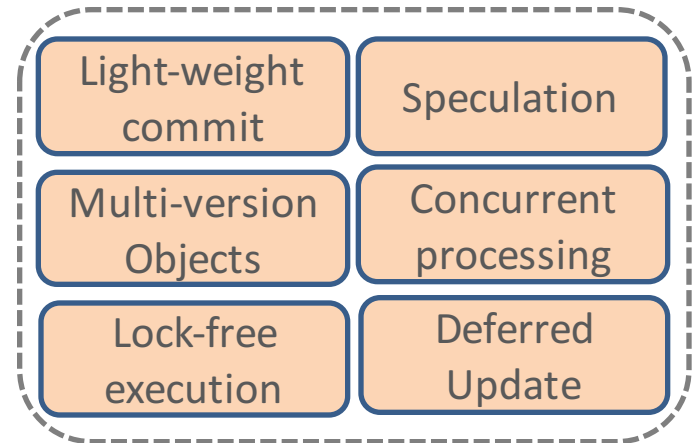 Light-weight
commit
Speculation
Multi-version
Objects
Concurrent
processing
Lock-free
execution
Deferred
Update